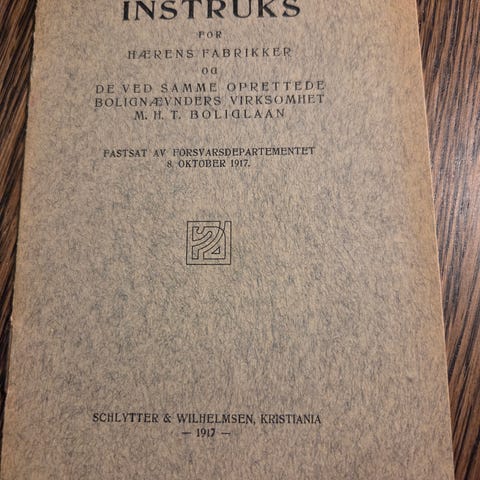 INSTRUKS
FOR
HÆRENS FABRIKKER
OG
DE VED SAMME OPRETTEDE
BOLIGNÆVNDERS VIRKSOMHET
M. H. T. BOLIGLAAN
FASTSAT AV FORSVARSDEPARTEMENTET
8. OKTOBER 1917.
SCHLYTTER & WILHELMSEN, KRISTIANIA
— 1917 —